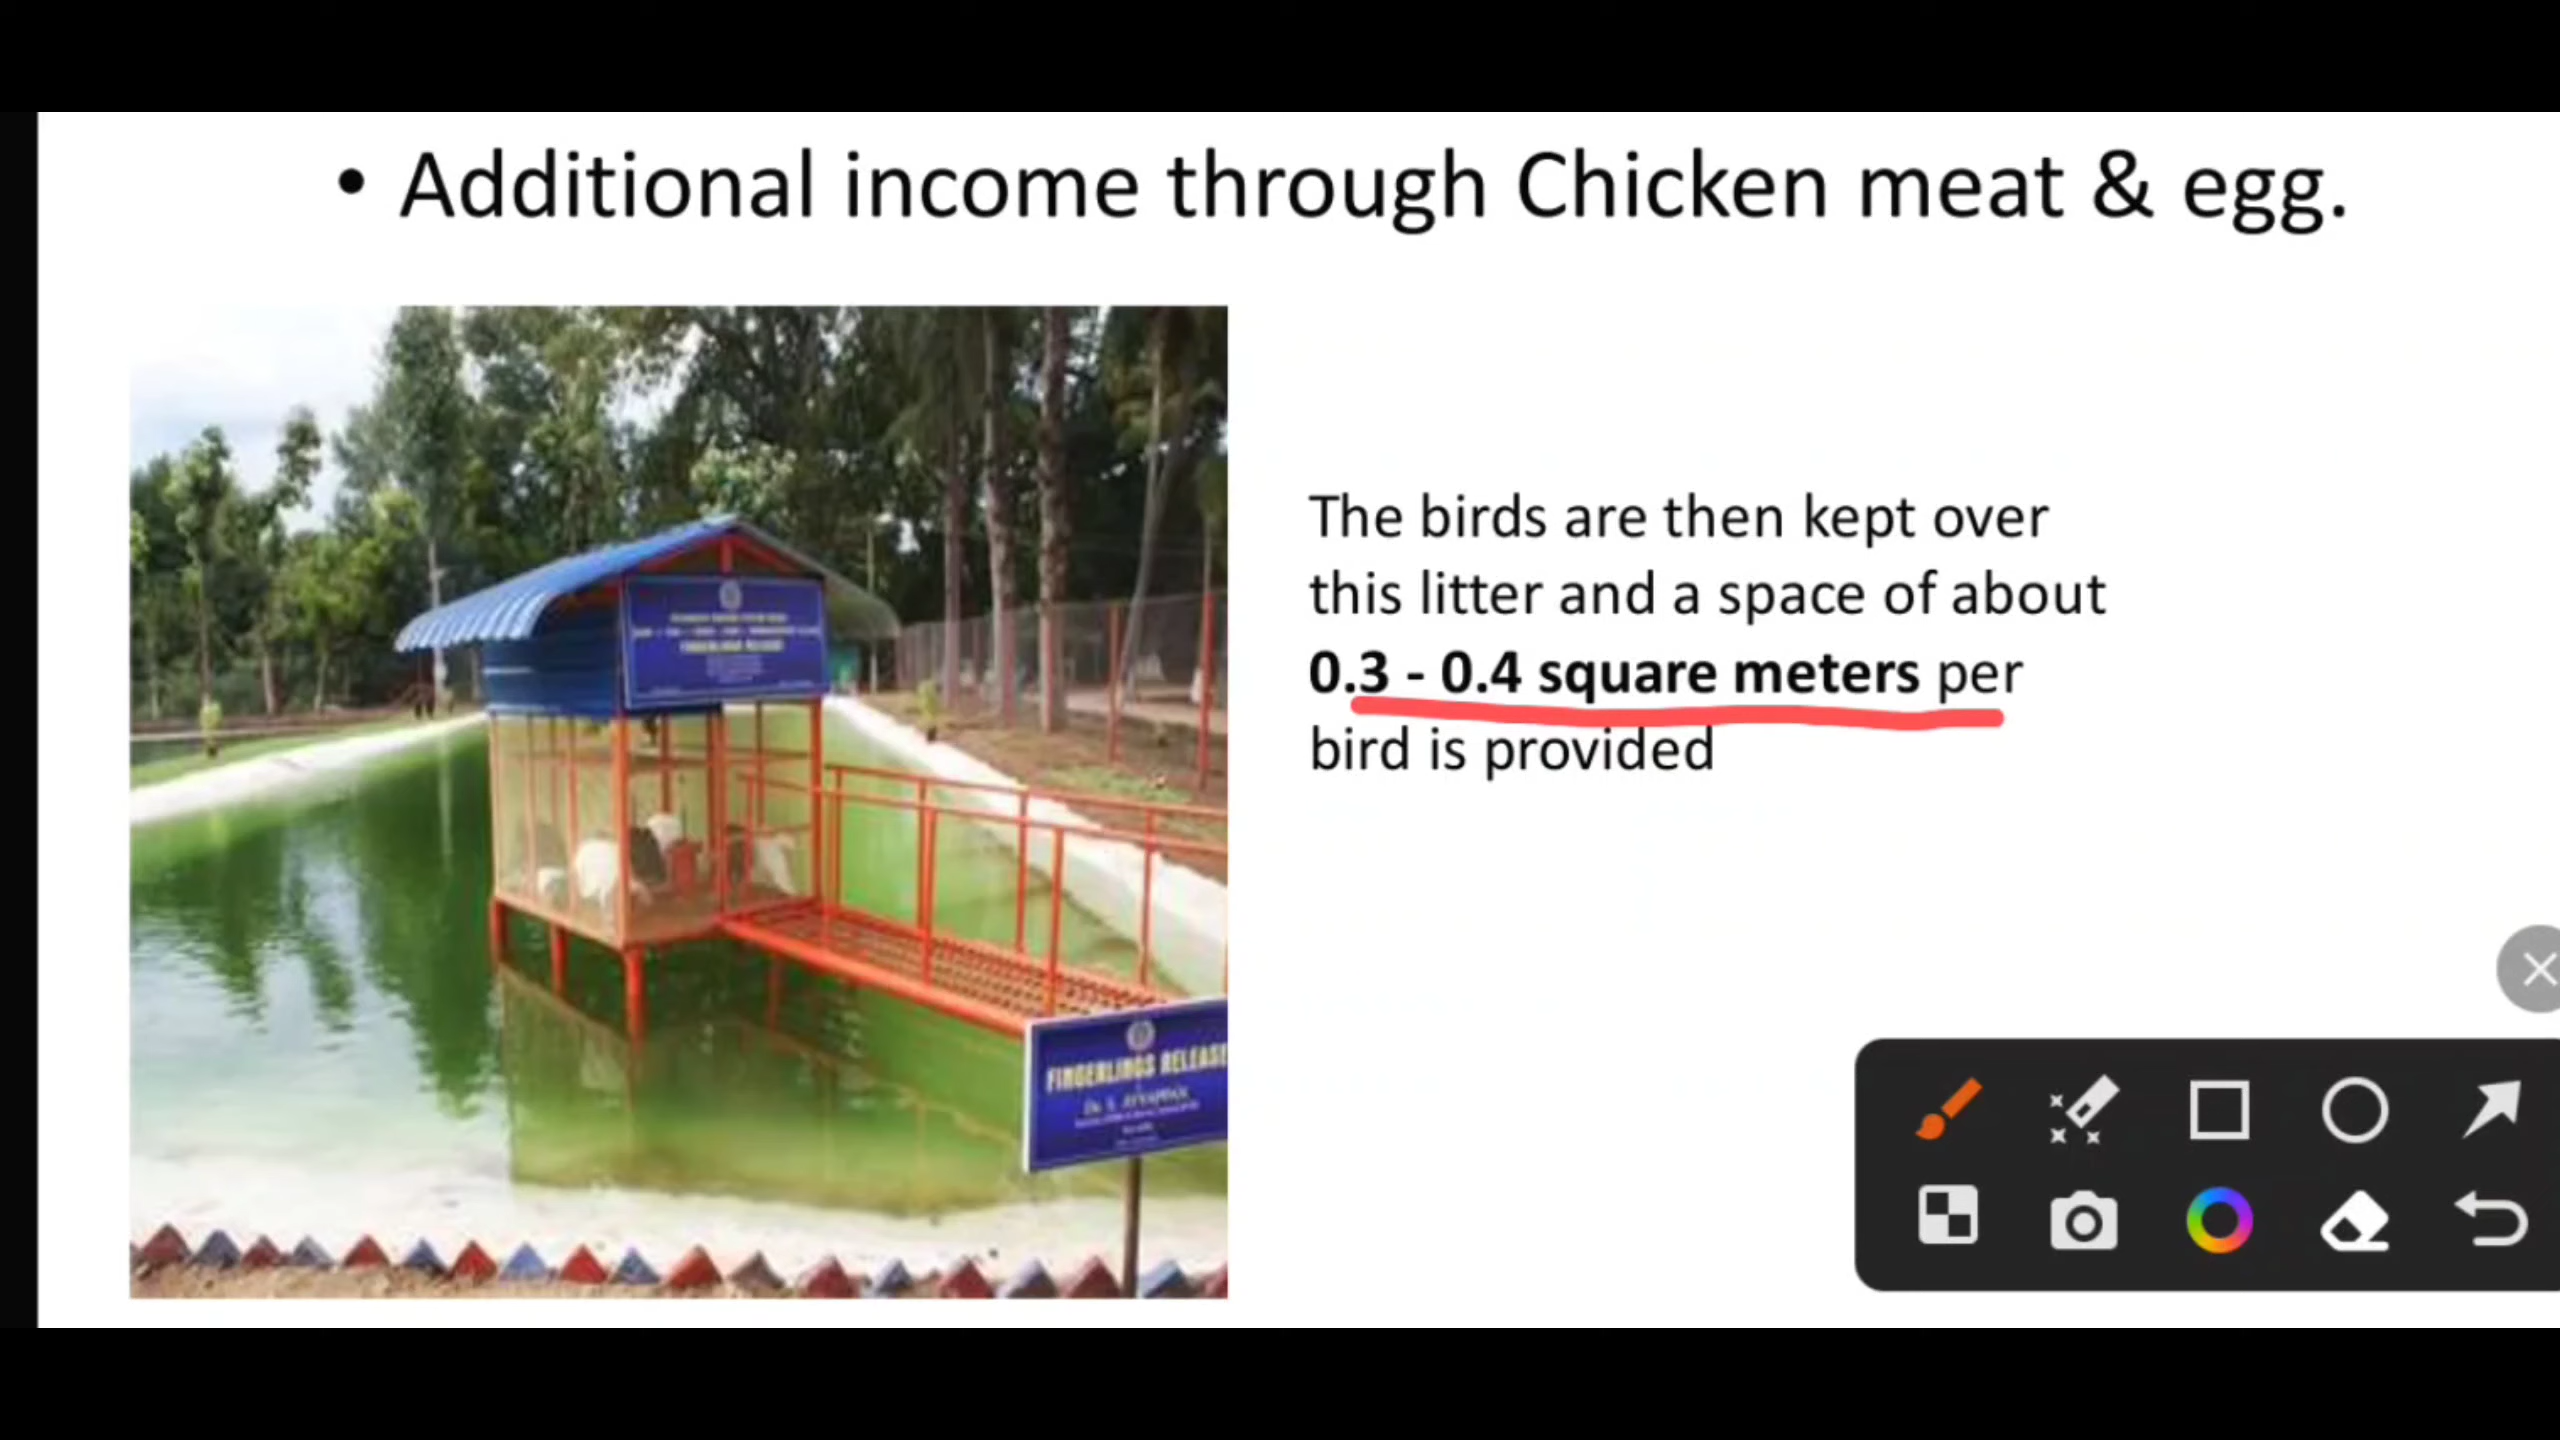 • Additional income through Chicken meat & egg.
The birds are then kept over
this litter and a space of about
0.3 - 0.4 square meters per
bird is provided
FINGERLINGS RELEASE